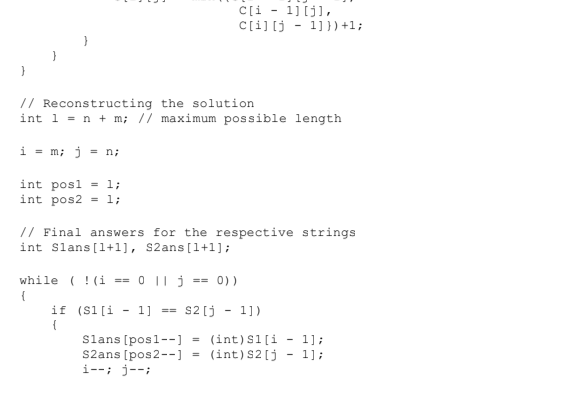 C[i - 1][j],
C[i][j - 1]})+1;
}
}
}
// Reconstructing the solution
int l = n + m; // maximum possible length
i = m; j = n;
int pos1 = l;
int pos2 = l;
// Final answers for the respective strings
int S1ans[l+1], S2ans[l+1];
while ( !(i == 0 || j == 0))
{
if (S1[i - 1] == S2[j - 1])
{
S1ans[pos1--] = (int)S1[i - 1];
S2ans[pos2--] = (int)S2[j - 1];
i--; j--;